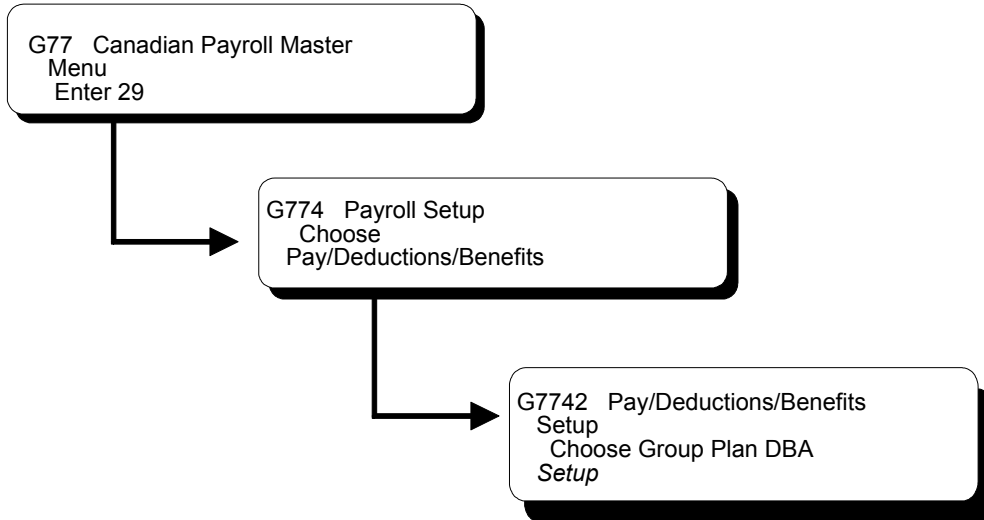 G77 Canadian Payroll Master
Menu
Enter 29
G774 Payroll Setup
Choose
Pay/Deductions/Benefits
G7742 Pay/Deductions/Benefits
Setup
Choose Group Plan DBA
Setup